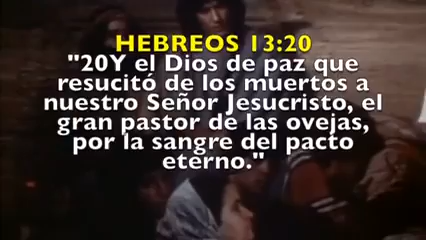 HEBREOS 13:20
"20Y el Dios de paz que
resucitó de los muertos a
nuestro Señor Jesucristo, el
gran pastor de las ovejas,
por la sangre del pacto
eterno."